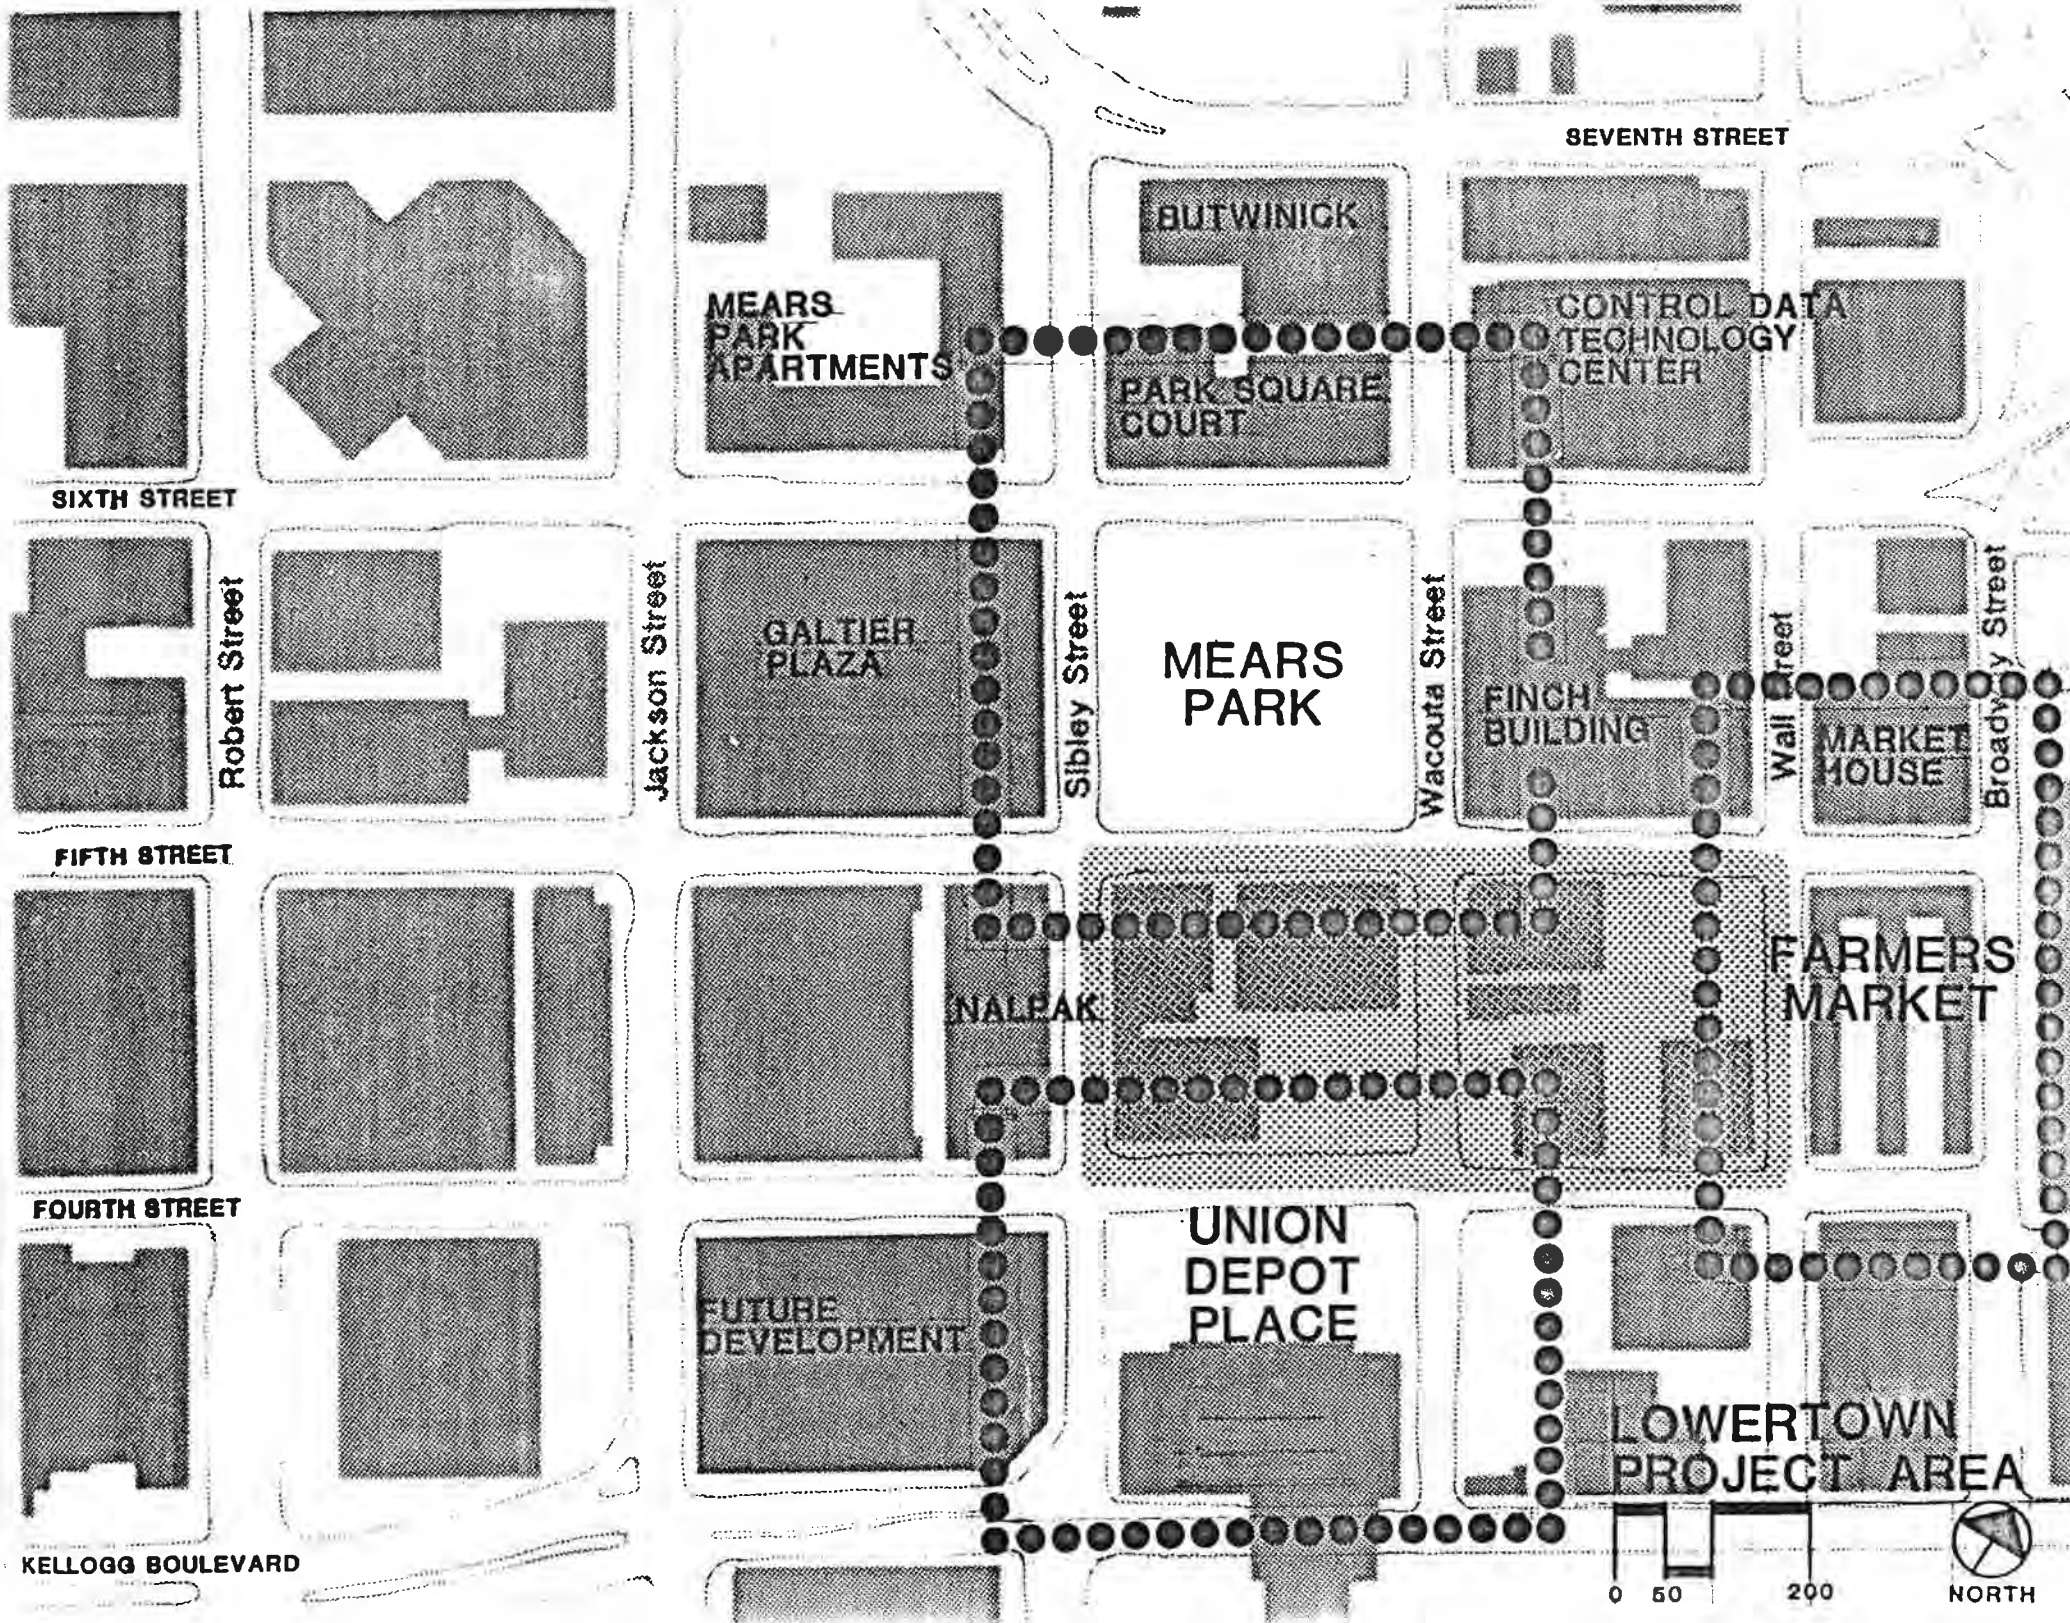 SEVENTH STREET
BUTWINICK
MEARS
PARK
APARTMENTS
CONTROL DATA
TECHNOLOGY
CENTER
PARK SQUARE
COURT
SIXTH STREET
Robert Street
Jackson Street
GALTIER
PLAZA
Sibley Street
MEARS
PARK
Wacouta Street
FINCH
BUILDING
Wall Street
MARKET
HOUSE
Broadway Street
FIFTH STREET
NALPAK
FARMERS
MARKET
FOURTH STREET
UNION
DEPOT
PLACE
FUTURE
DEVELOPMENT
LOWERTOWN
PROJECT AREA
KELLOGG BOULEVARD
0 50 200
NORTH